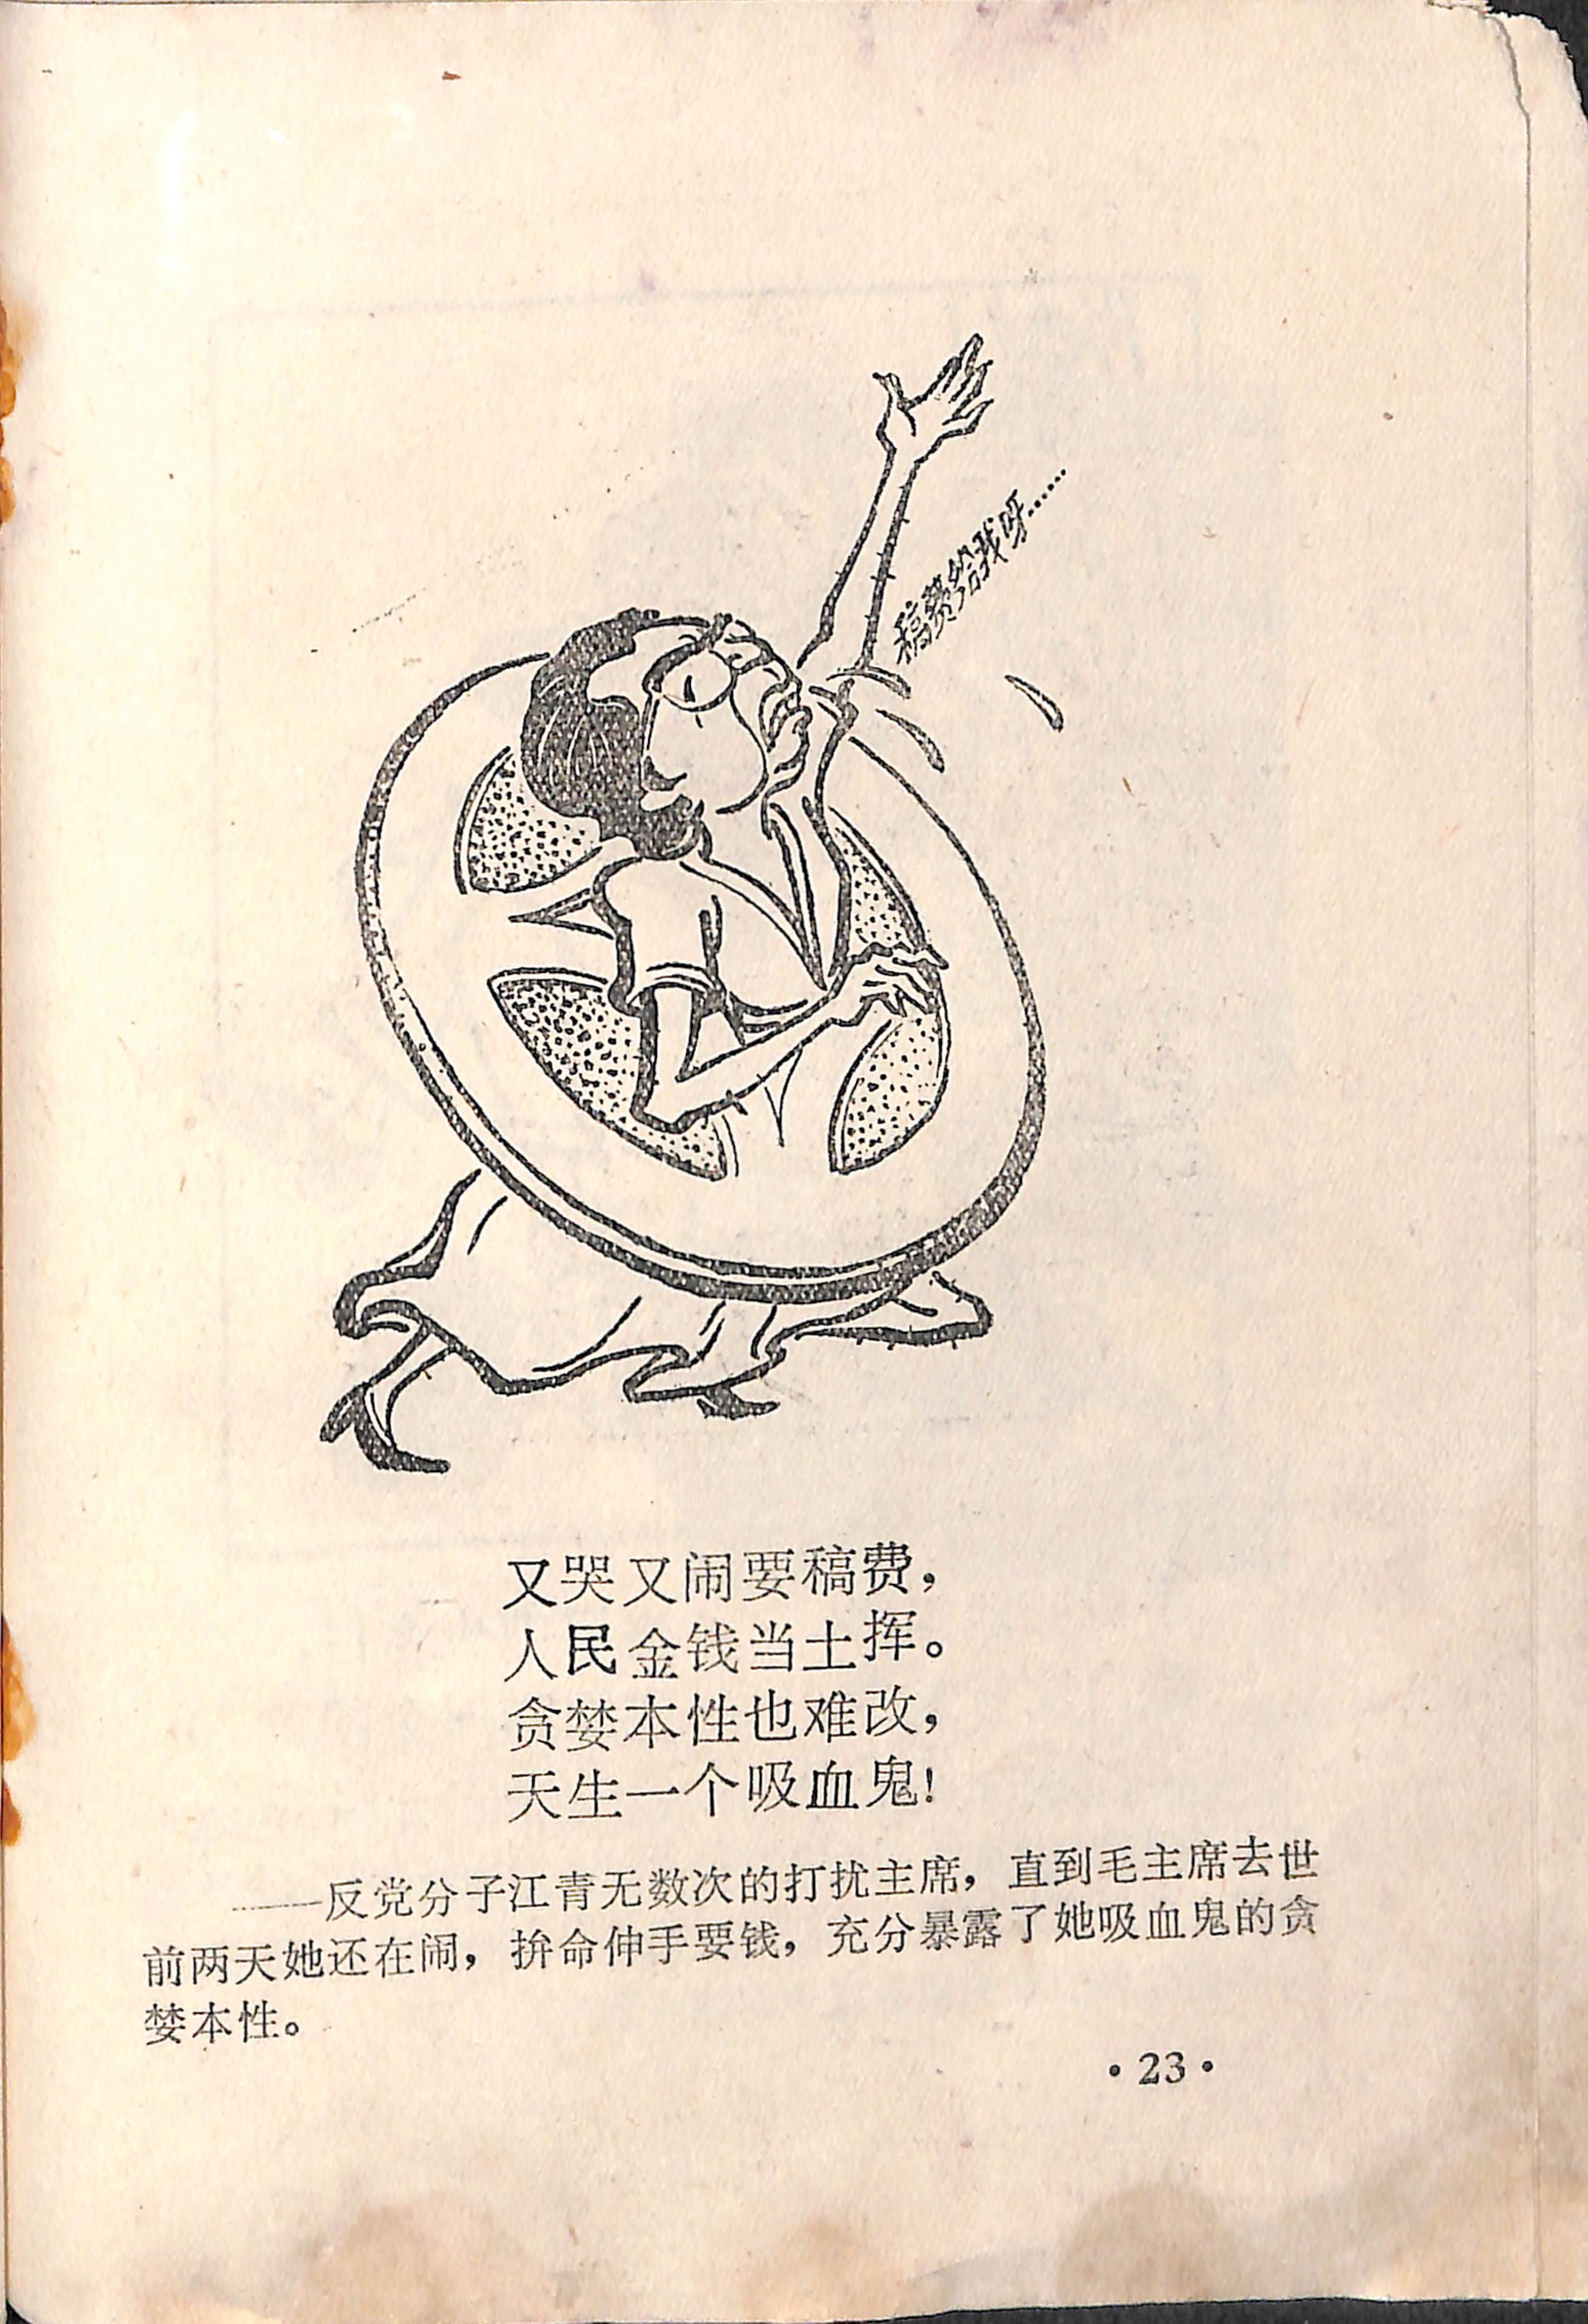 稿费给我呀……
又哭又闹要稿费，
人民金钱当土挥。
贪婪本性也难改，
天生一个吸血鬼！
——反党分子江青无数次的打扰主席，直到毛主席去世
前两天她还在闹，拚命伸手要钱，充分暴露了她吸血鬼的贪
婪本性。
·23·